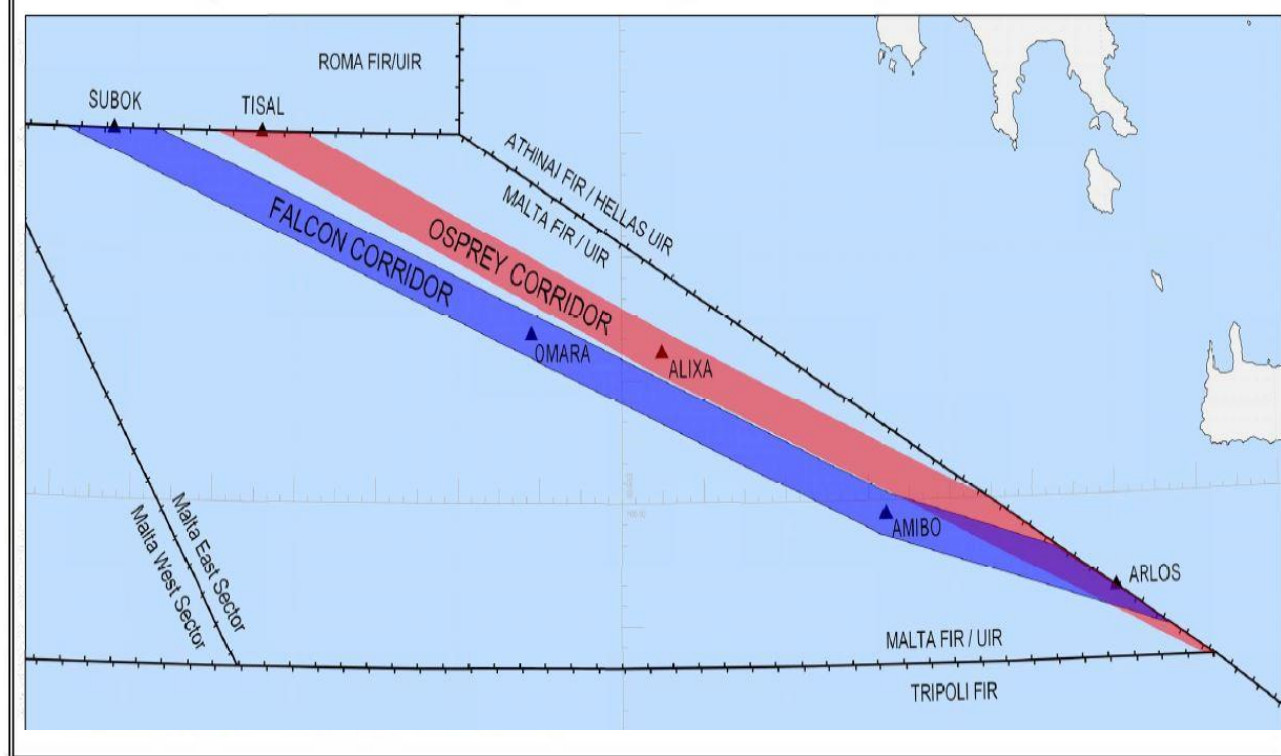 ROMA FIR/UIR
SUBOK
TISAL
ATHINAI FIR / HELLAS UIR
MALTA FIR / UIR
FALCON CORRIDOR
OSPREY CORRIDOR
OMARA
ALIXA
Malta East Sector
Malta West Sector
AMIBO
ARLOS
MALTA FIR / UIR
TRIPOLI FIR